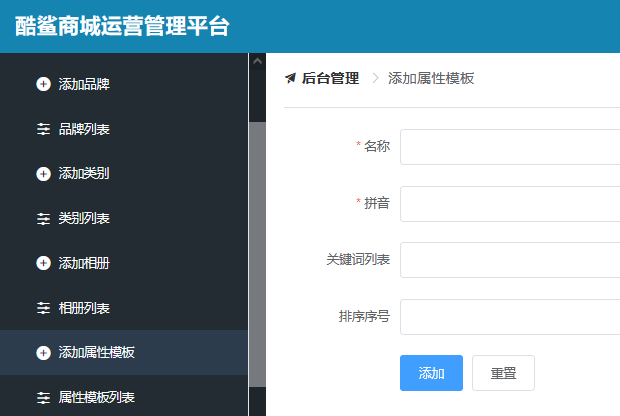 酷鲨商城运营管理平台
添加品牌
品牌列表
添加类别
类别列表
添加相册
相册列表
添加属性模板
属性模板列表
后台管理 > 添加属性模板
* 名称
* 拼音
关键词列表
排序序号
添加 重置